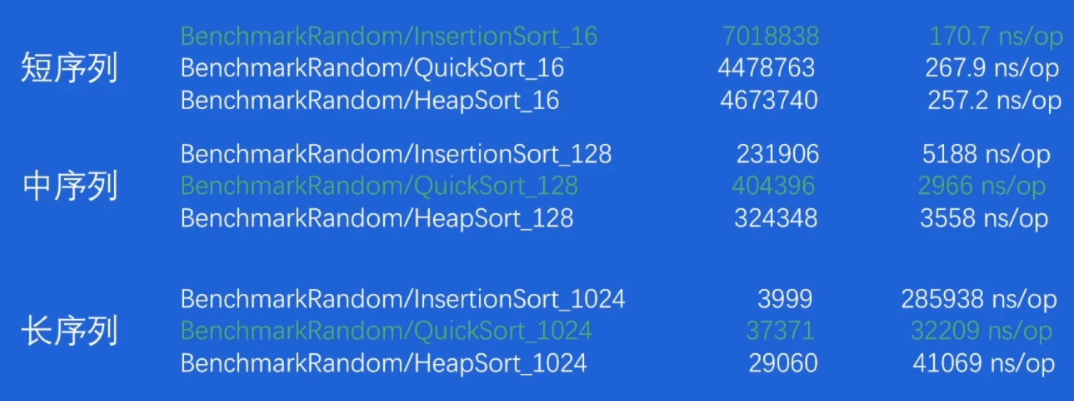 BenchmarkRandom/InsertionSort_16 7018838 170.7 ns/op
短序列 BenchmarkRandom/QuickSort_16 4478763 267.9 ns/op
BenchmarkRandom/HeapSort_16 4673740 257.2 ns/op
BenchmarkRandom/InsertionSort_128 231906 5188 ns/op
中序列 BenchmarkRandom/QuickSort_128 404396 2966 ns/op
BenchmarkRandom/HeapSort_128 324348 3558 ns/op
BenchmarkRandom/InsertionSort_1024 3999 285938 ns/op
长序列 BenchmarkRandom/QuickSort_1024 37371 32209 ns/op
BenchmarkRandom/HeapSort_1024 29060 41069 ns/op